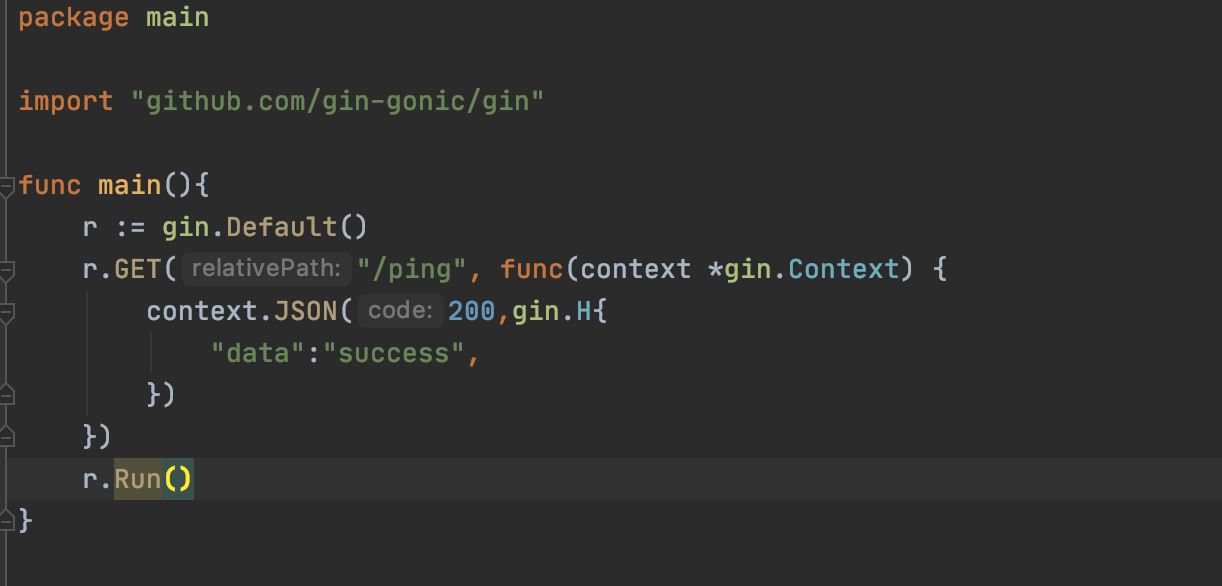 package main
import "github.com/gin-gonic/gin"
func main(){
    r := gin.Default()
    r.GET( relativePath: "/ping", func(context *gin.Context) {
        context.JSON( code: 200,gin.H{
            "data":"success",
        })
    })
    r.Run()
}